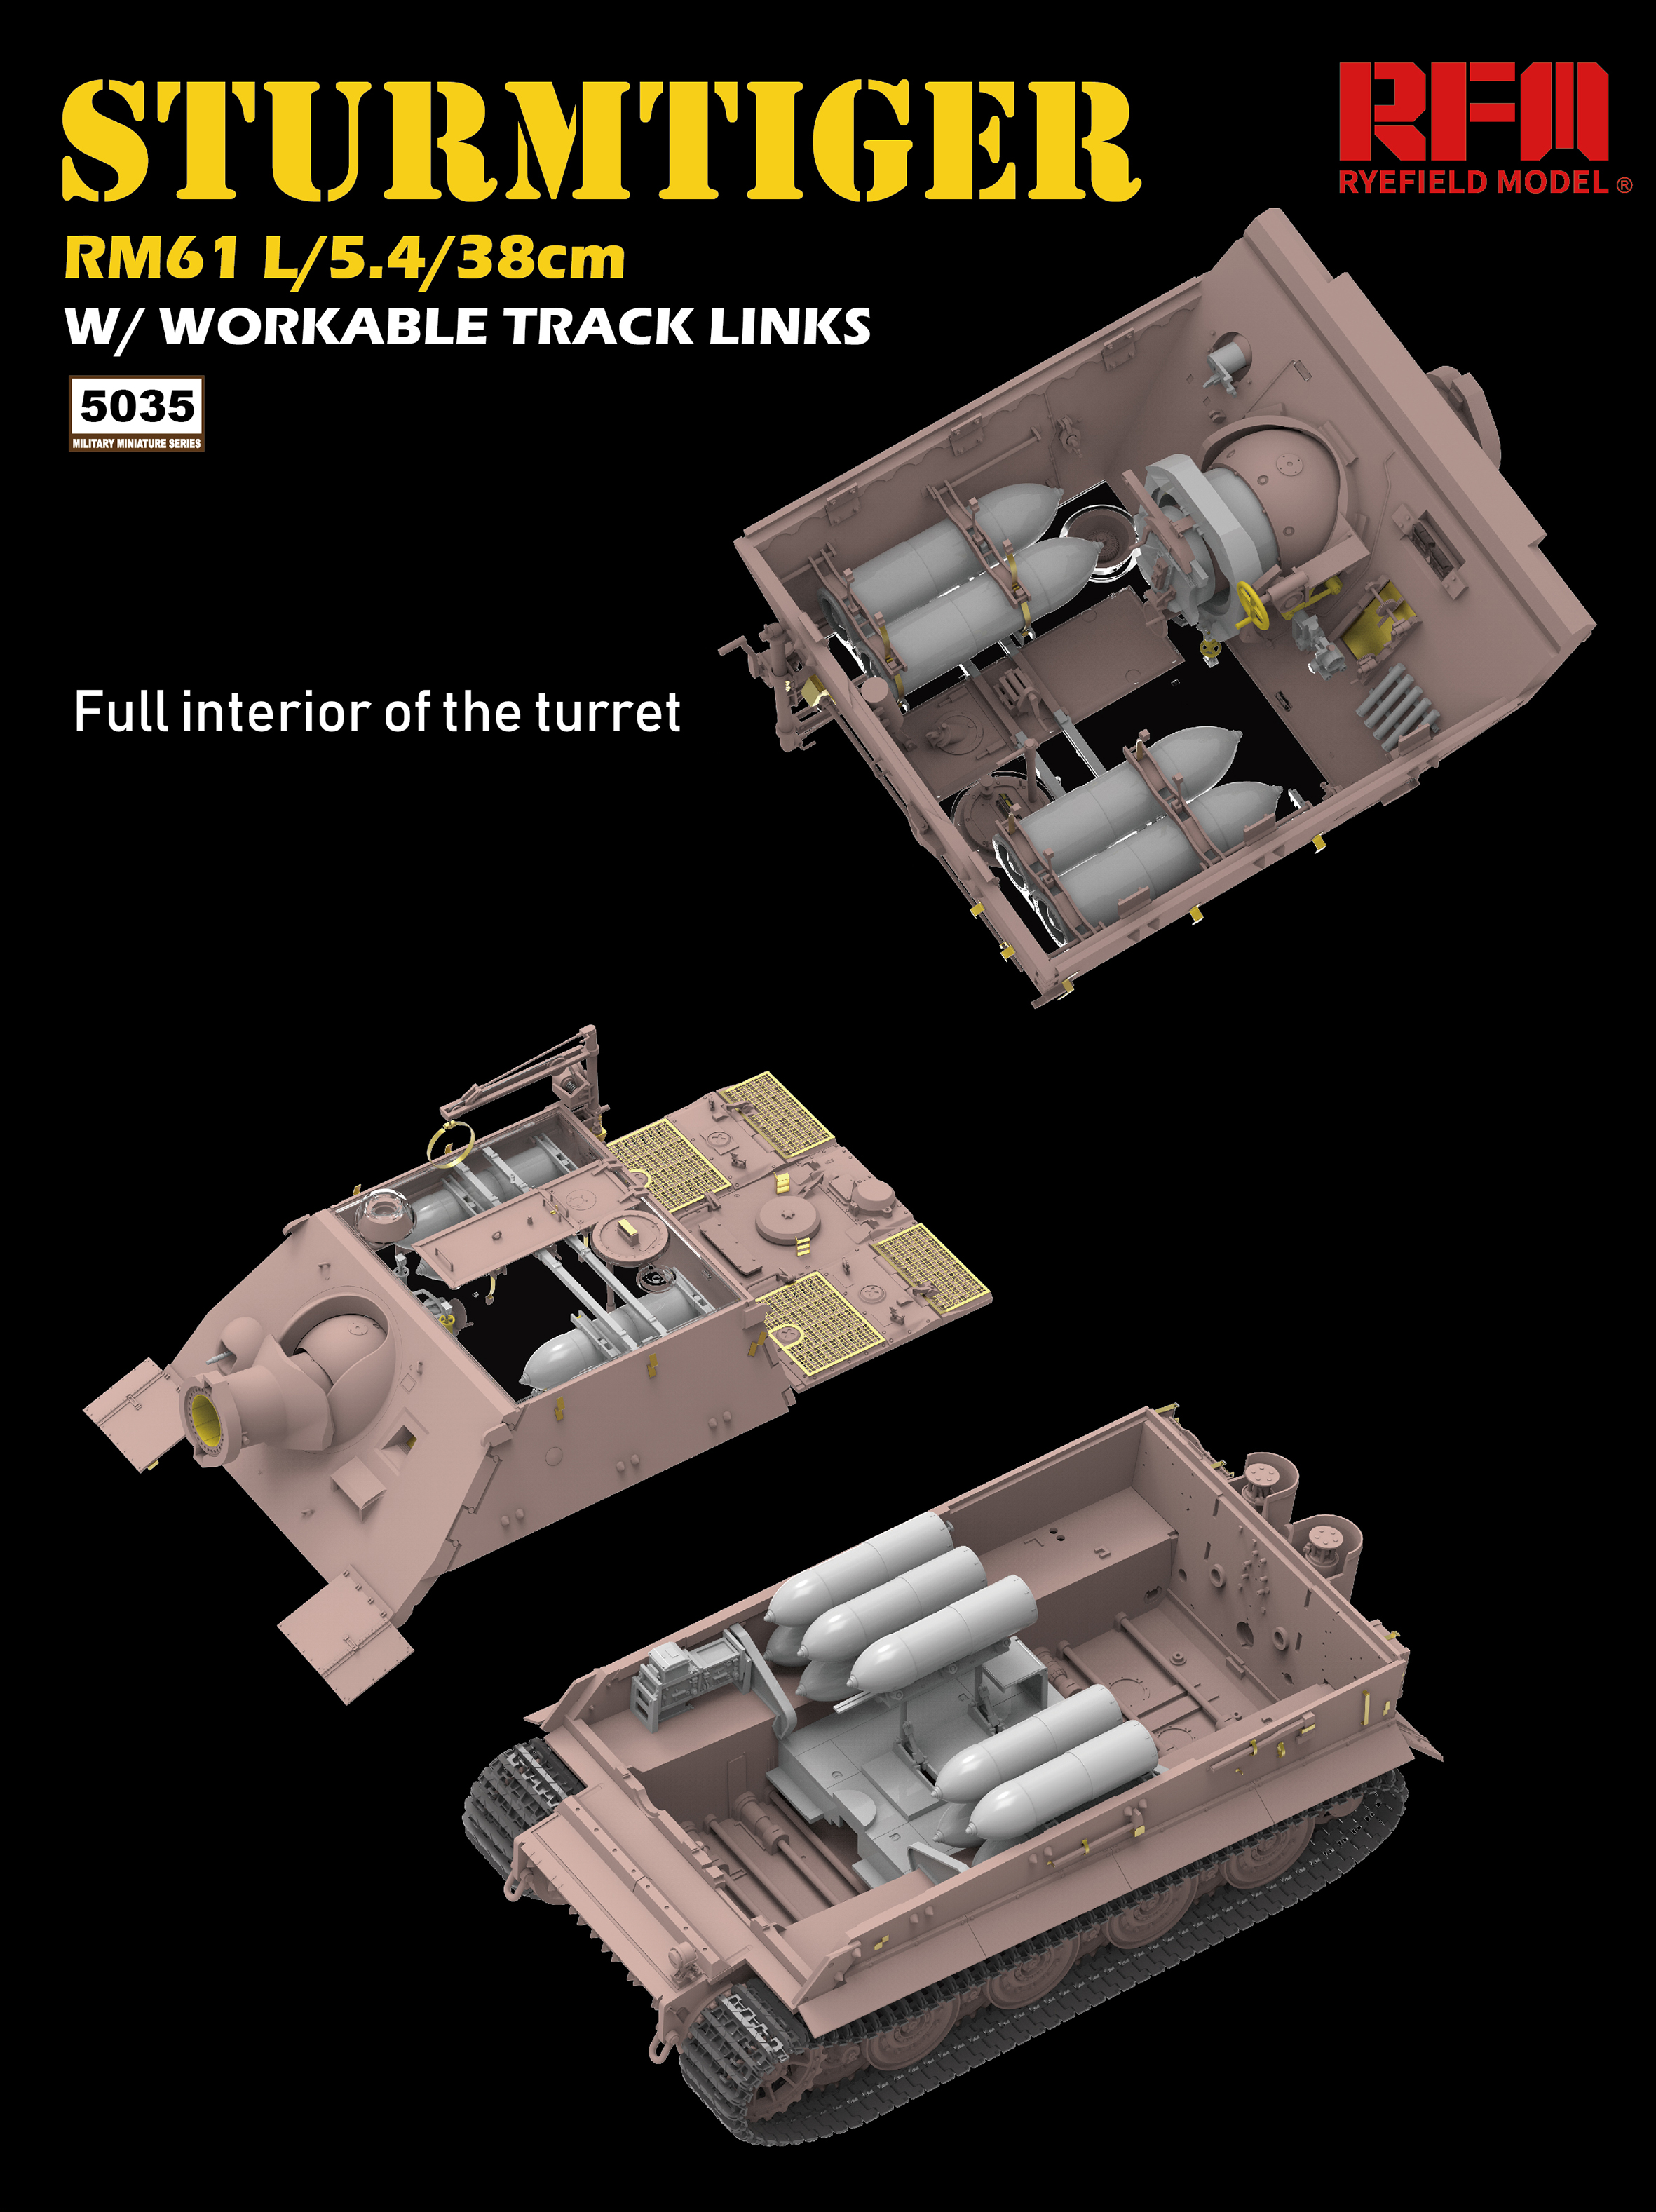 STURMTIGER
RFM
RYEFIELD MODEL®
RM61 L/5.4/38cm
W/ WORKABLE TRACK LINKS
5035
MILITARY MINIATURE SERIES
Full interior of the turret